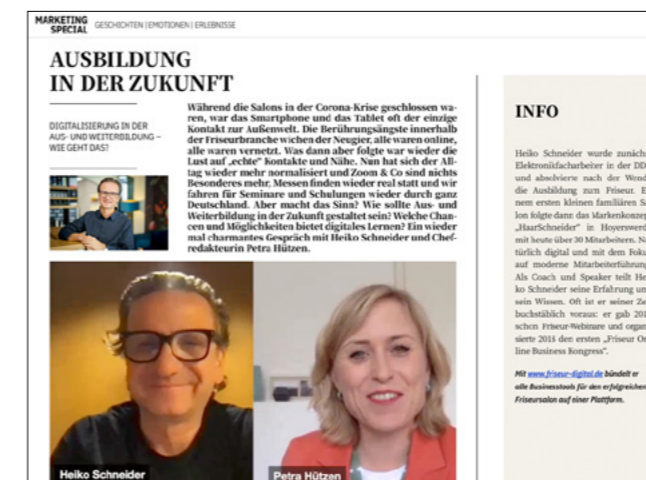 MARKETING
SPECIAL
GESCHICHTEN | EMOTIONEN | ERLEBNISSE
AUSBILDUNG
IN DER ZUKUNFT
DIGITALISIERUNG IN DER
AUS- UND WEITERBILDUNG –
WIE GEHT DAS?
Während die Salons in der Corona-Krise geschlossen wa-
ren, war das Smartphone und das Tablet oft der einzige
Kontakt zur Außenwelt. Die Berührungsängste innerhalb
der Friseurbranche wichen der Neugier, alle waren online,
alle waren vernetzt. Was dann aber folgte war wieder die
Lust auf „echte“ Kontakte und Nähe. Nun hat sich der All-
tag wieder mehr normalisiert und Zoom & Co sind nichts
Besonderes mehr, Messen finden wieder real statt und wir
fahren für Seminare und Schulungen wieder durch ganz
Deutschland. Aber macht das Sinn? Wie sollte Aus- und
Weiterbildung in der Zukunft gestaltet sein? Welche Chan-
cen und Möglichkeiten bietet digitales Lernen? Ein wieder
mal charmantes Gespräch mit Heiko Schneider und Chef-
redakteurin Petra Hützen.
Heiko Schneider
Petra Hützen
INFO
Heiko Schneider wurde zunächs
Elektronikfacharbeiter in der DD
und absolvierte nach der Wend
die Ausbildung zum Friseur. E
nem ersten kleinen familiären Sa
lon folgte dann das Markenkonzep
„HaarSchneider“ in Hoyerswerd
mit heute über 30 Mitarbeitern. Na
türlich digital und mit dem Foku
auf moderne Mitarbeiterführung
Als Coach und Speaker teilt He
ko Schneider seine Erfahrung un
sein Wissen. Oft ist er seiner Ze
buchstäblich voraus: er gab 201
schon Friseur-Webinare und organ
sierte 2018 den ersten „Friseur On
line Business Kongress“.
Mit www.friseur-digital.de bündelt er
alle Businesstools für den erfolgreichen
Friseursalon auf einer Plattform.